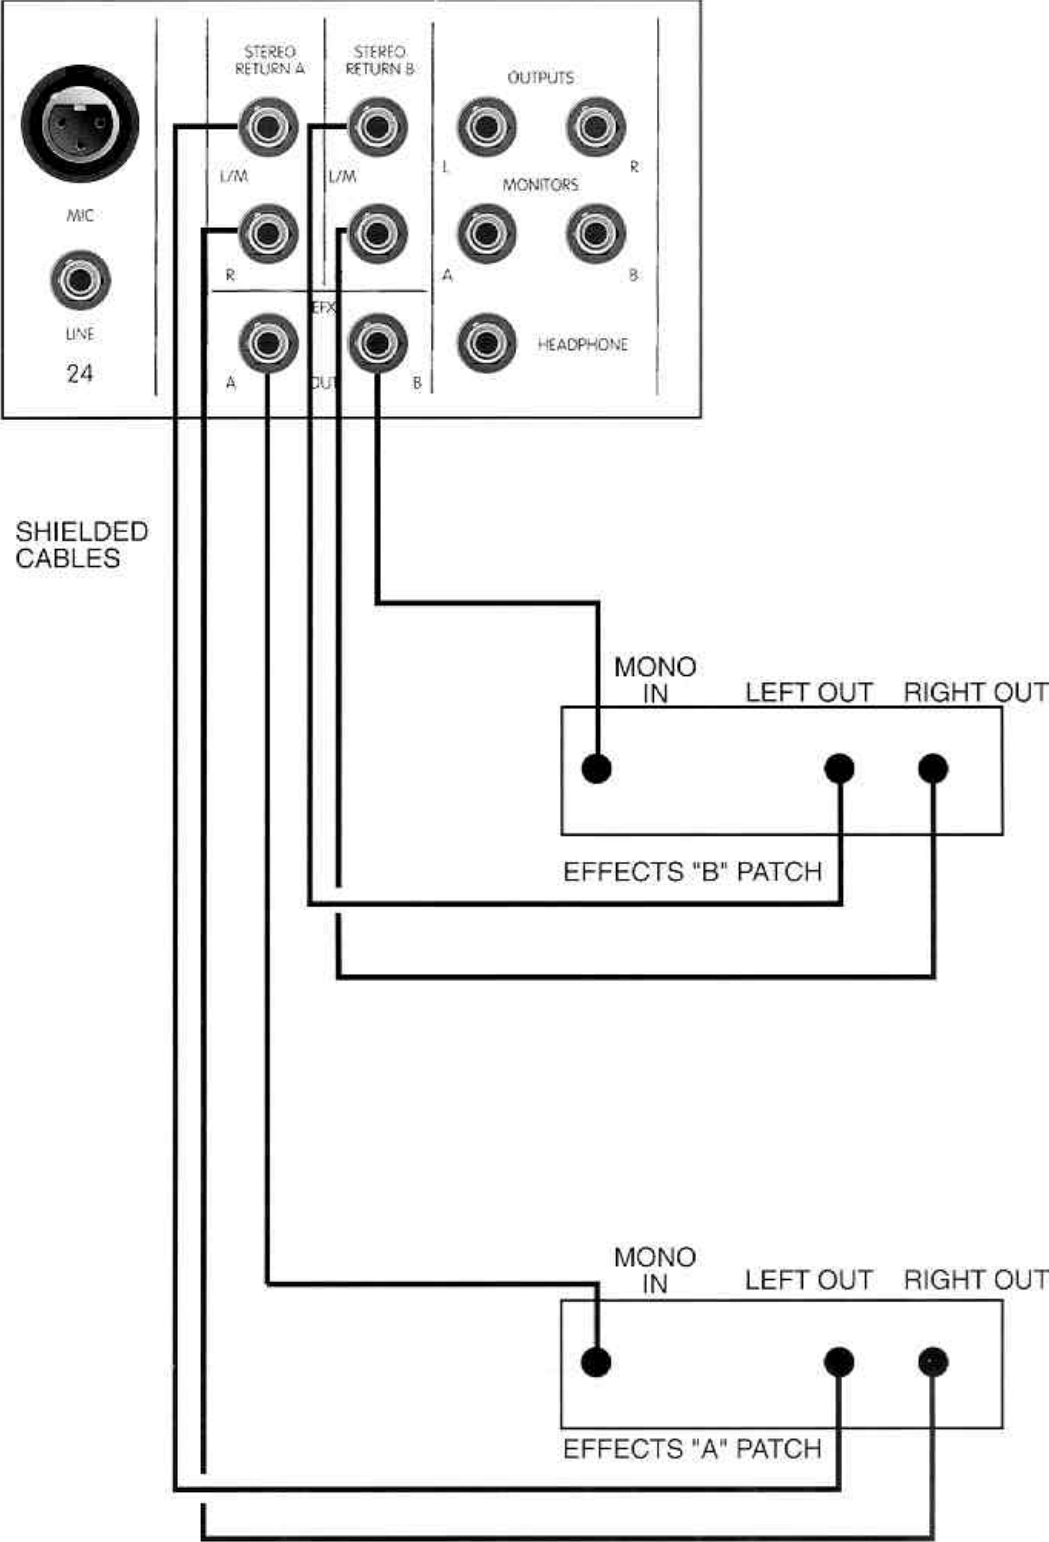 STEREO
RETURN A
STEREO
RETURN B
OUTPUTS
L/M
L/M
L
R
MONITORS
MIC
R
A
B
EFX
LINE
HEADPHONE
24
A
OUT
B
SHIELDED
CABLES
MONO
IN
LEFT OUT
RIGHT OUT
EFFECTS "B" PATCH
MONO
IN
LEFT OUT
RIGHT OUT
EFFECTS "A" PATCH